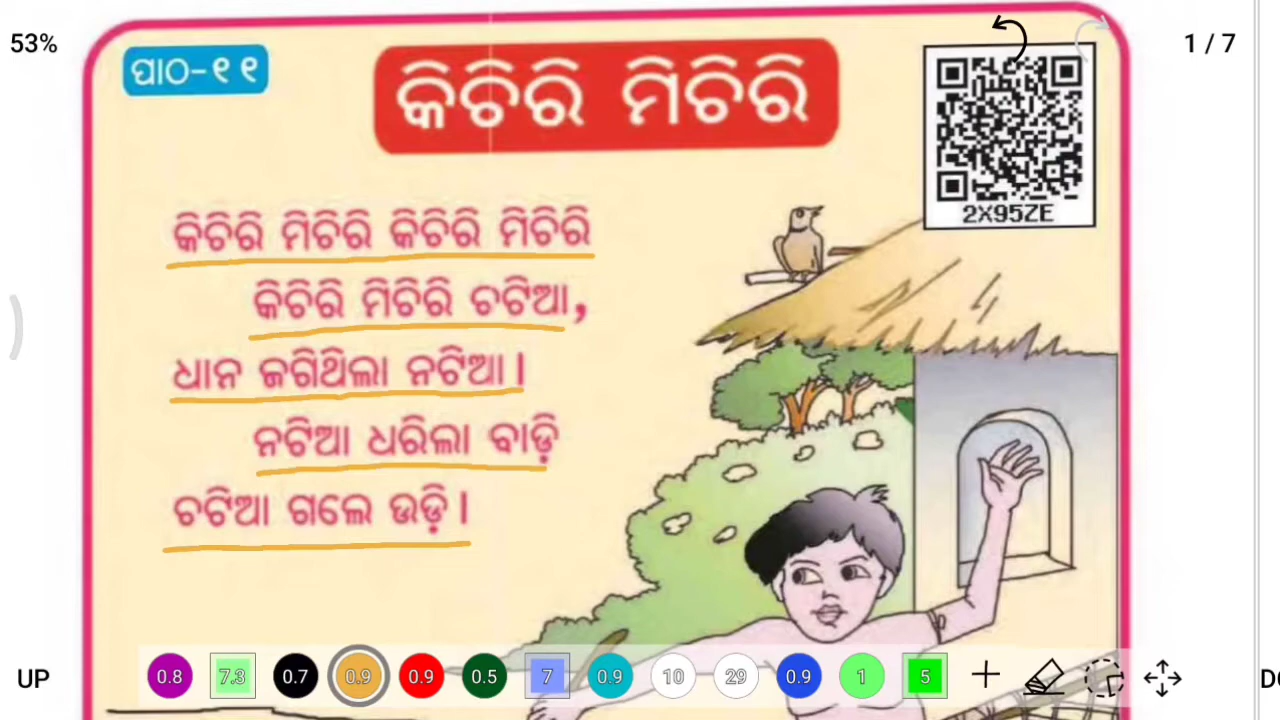 53%
1 / 7
ପାଠ-୧୧
କିଚିରି ମିଚିରି
2X95ZE
କିଚିରି ମିଚିରି କିଚିରି ମିଚିରି
କିଚିରି ମିଚିରି ଚଟିଆ,
ଧାନ ଜଗିଥିଲା ନଟିଆ।
ନଟିଆ ଧରିଲା ବାଡ଼ି
ଚଟିଆ ଗଲେ ଉଡ଼ି।
UP
0.8 7.3 0.7 0.9 0.9 0.5 7 0.9 10 29 0.9 1 5